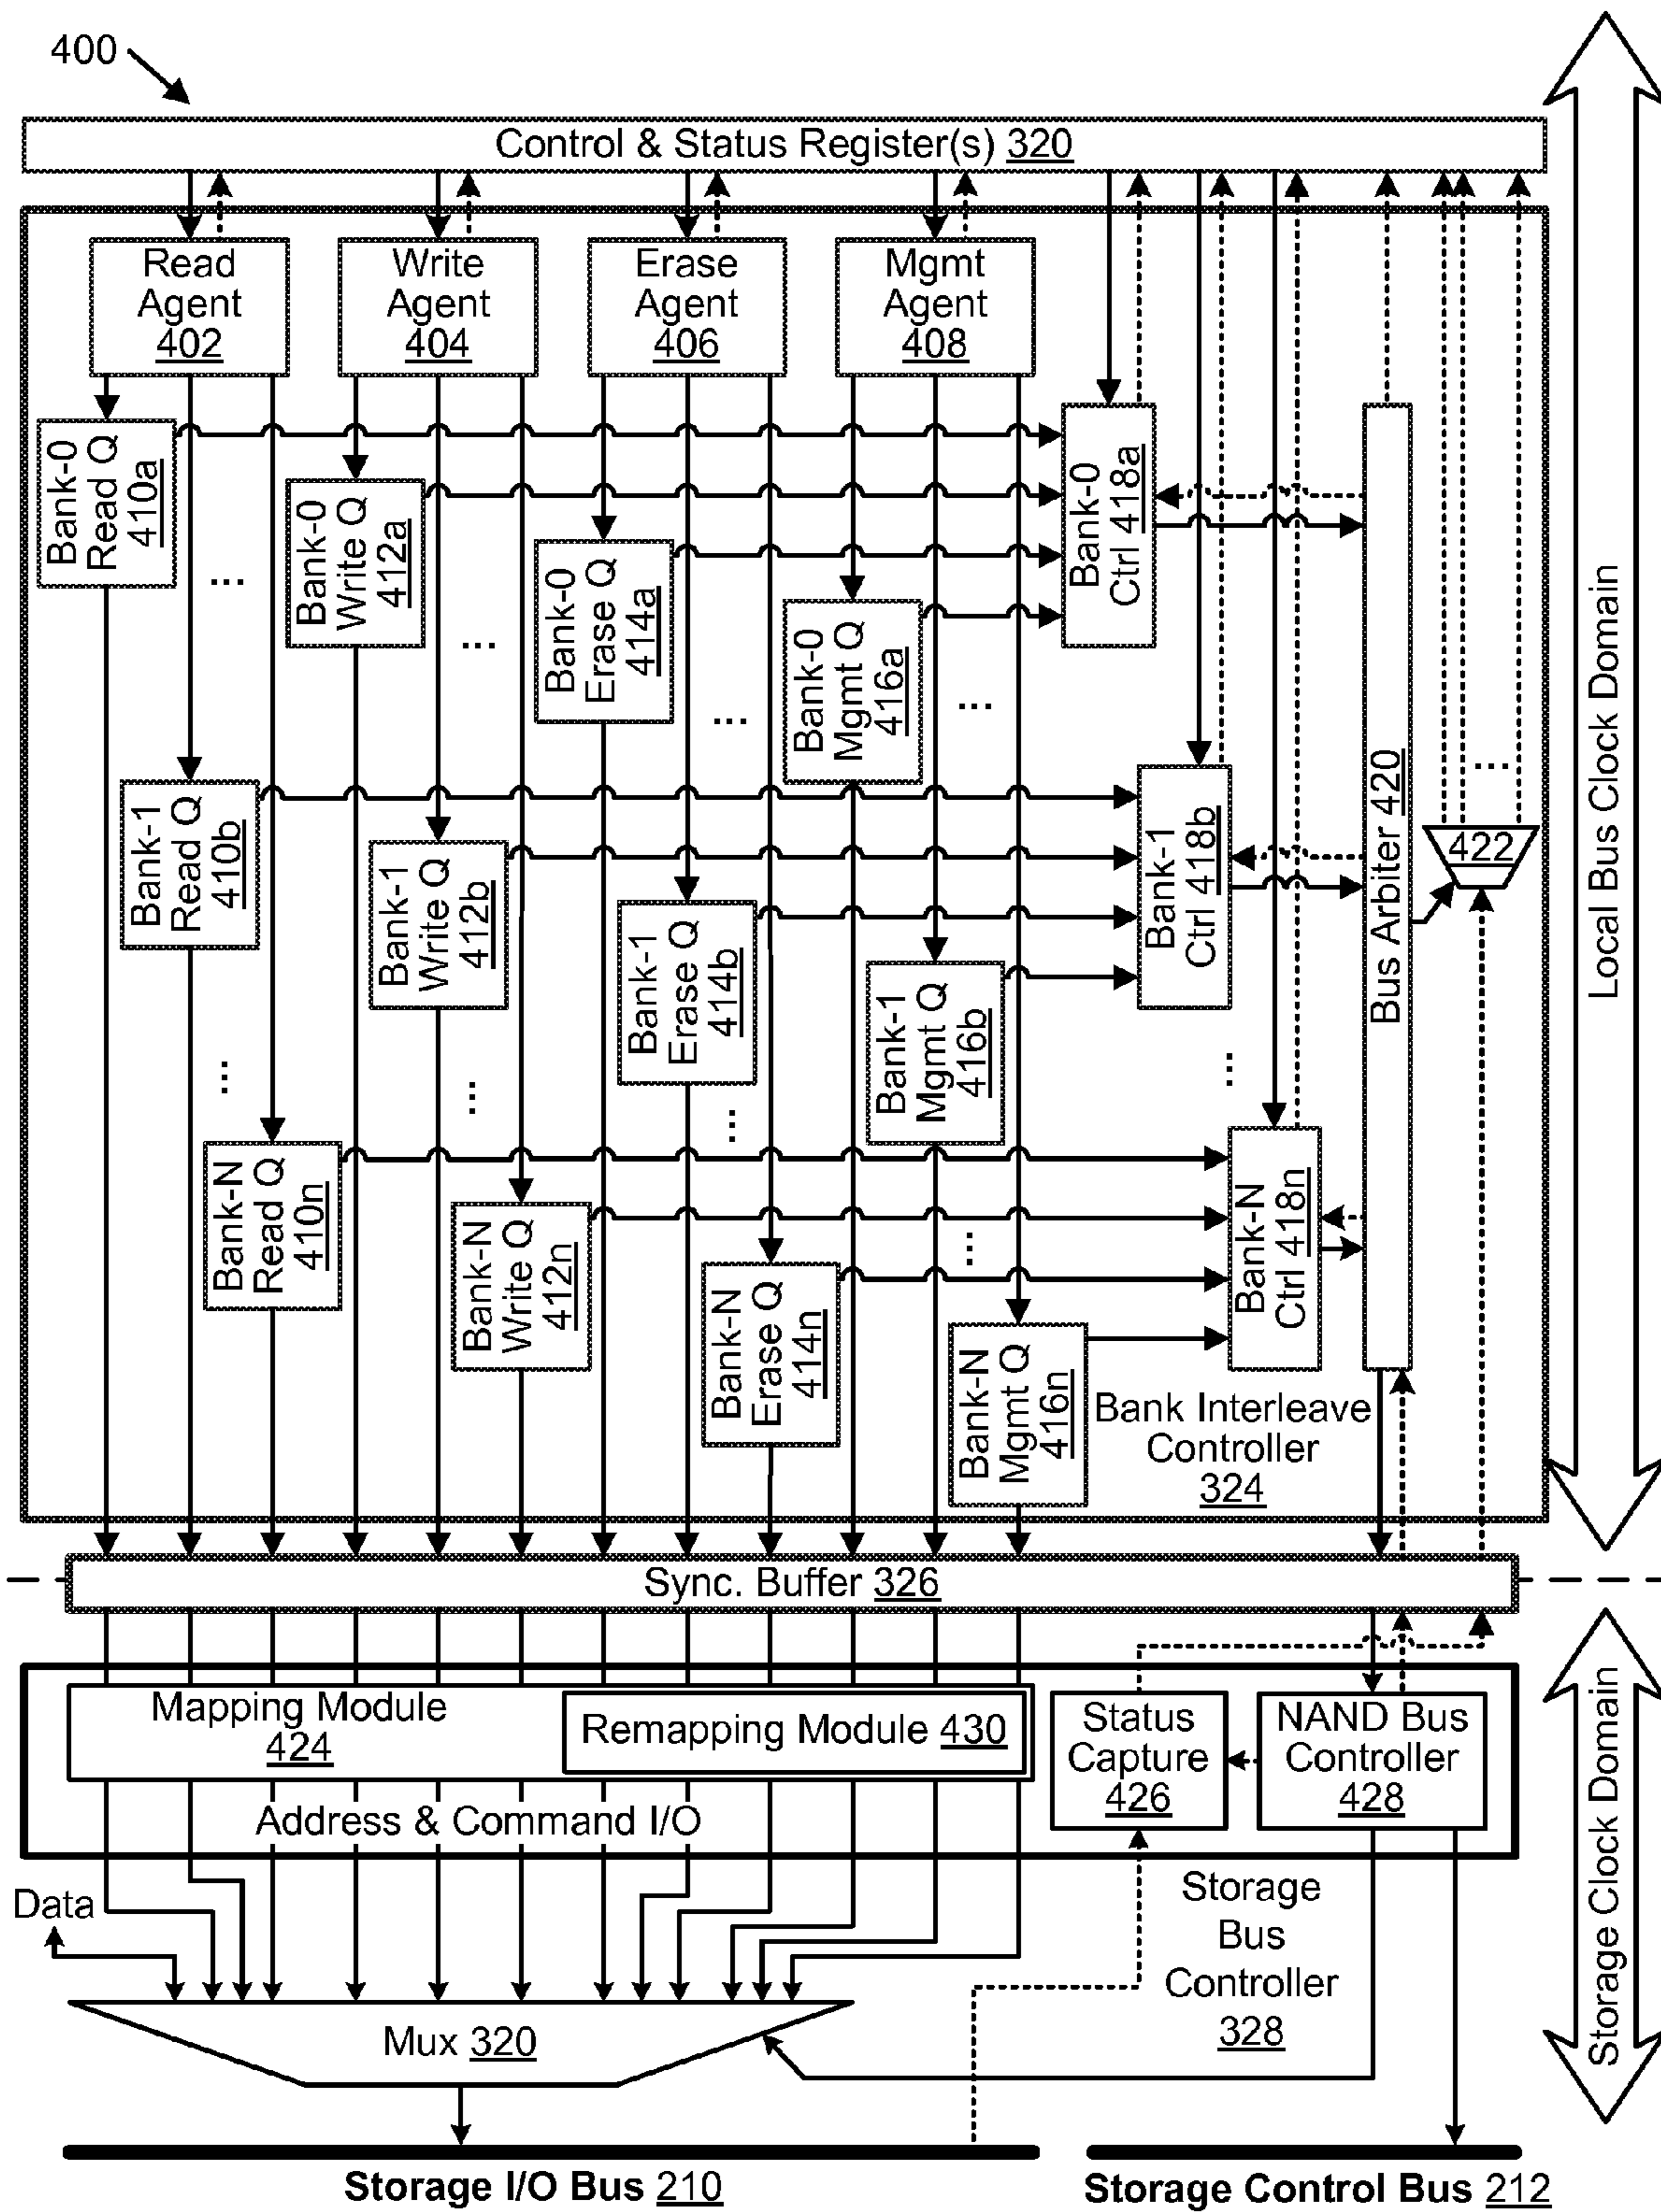 400
Control & Status Register(s) 320
Read
Agent
402
Write
Agent
404
Erase
Agent
406
Mgmt
Agent
408
Bank-0
Read Q
410a
...
Bank-0
Write Q
412a
...
Bank-0
Erase Q
414a
...
Bank-0
Mgmt Q
416a
...
Bank-0
Ctrl 418a
Bank-1
Read Q
410b
...
Bank-1
Write Q
412b
...
Bank-1
Erase Q
414b
...
Bank-1
Mgmt Q
416b
...
Bank-1
Ctrl 418b
...
Bus Arbiter 420
...
422
Bank-N
Read Q
410n
Bank-N
Write Q
412n
Bank-N
Erase Q
414n
Bank-N
Mgmt Q
416n
Bank-N
Ctrl 418n
Bank Interleave
Controller
324
Local Bus Clock Domain
Sync. Buffer 326
Mapping Module
424
Remapping Module 430
Address & Command I/O
Status
Capture
426
NAND Bus
Controller
428
Data
Storage
Bus
Controller
328
Storage Clock Domain
Mux 320
Storage I/O Bus 210
Storage Control Bus 212